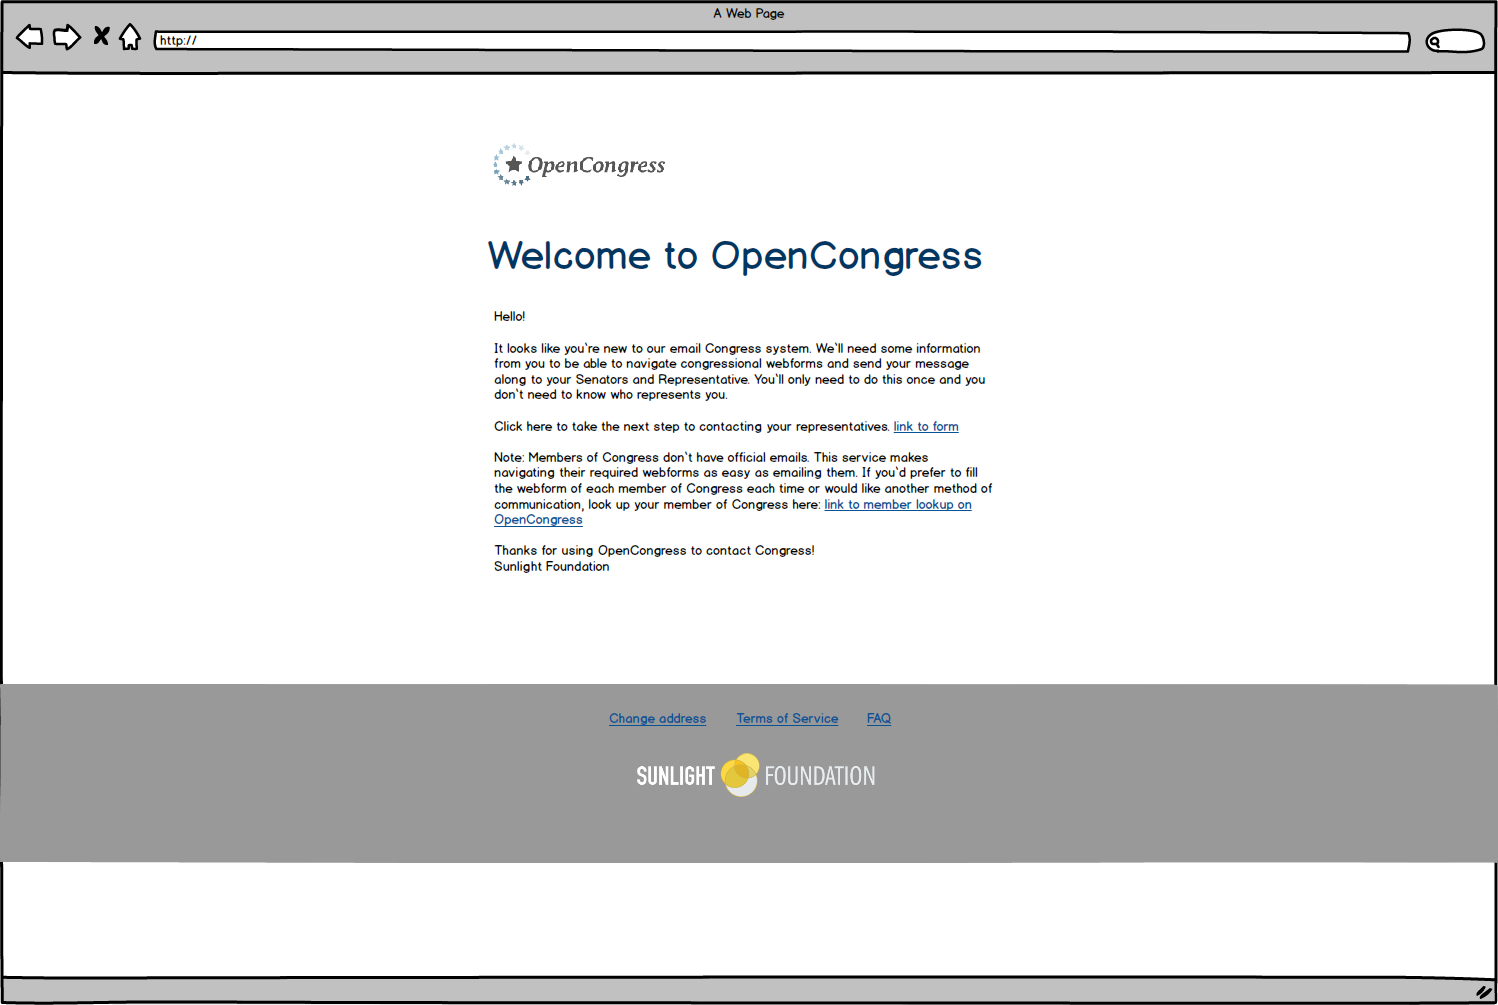 A Web Page
http://
OpenCongress
Welcome to OpenCongress
Hello!
It looks like you`re new to our email Congress system. We`ll need some information
from you to be able to navigate congressional webforms and send your message
along to your Senators and Representative. You`ll only need to do this once and you
don`t need to know who represents you.
Click here to take the next step to contacting your representatives. link to form
Note: Members of Congress don`t have official emails. This service makes
navigating their required webforms as easy as emailing them. If you`d prefer to fill
the webform of each member of Congress each time or would like another method of
communication, look up your member of Congress here: link to member lookup on
OpenCongress
Thanks for using OpenCongress to contact Congress!
Sunlight Foundation
Change address Terms of Service FAQ
SUNLIGHT FOUNDATION